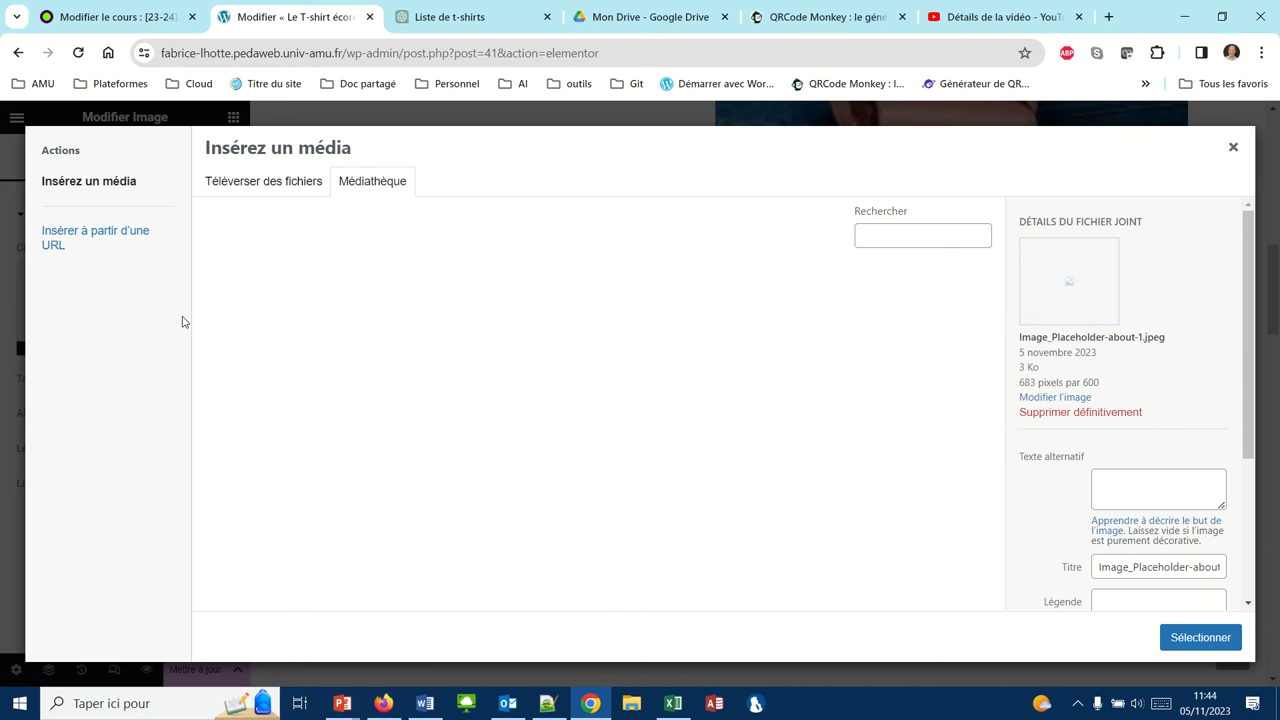 Modifier le cours : [23-24]
Modifier « Le T-shirt écor
Liste de t-shirts
Mon Drive - Google Drive
QRCode Monkey : le géné
Détails de la vidéo - YouTu
fabrice-lhotte.pedaweb.univ-amu.fr/wp-admin/post.php?post=41&action=elementor
ABP
AMU
Plateformes
Cloud
Titre du site
Doc partagé
Personnel
AI
outils
Git
Démarrer avec Wor...
QRCode Monkey : l...
Générateur de QR...
»
Tous les favoris
Modifier Image
Actions
Insérez un média
Insérer à partir d'une
URL
Insérez un média
Téléverser des fichiers
Médiathèque
Rechercher
DÉTAILS DU FICHIER JOINT
Image_Placeholder-about-1.jpeg
5 novembre 2023
3 Ko
683 pixels par 600
Modifier l'image
Supprimer définitivement
Texte alternatif
Apprendre à décrire le but de
l'image. Laissez vide si l'image
est purement décorative.
Titre
Image_Placeholder-about
Légende
Sélectionner
Mettre à jour
Taper ici pour
11:44
05/11/2023